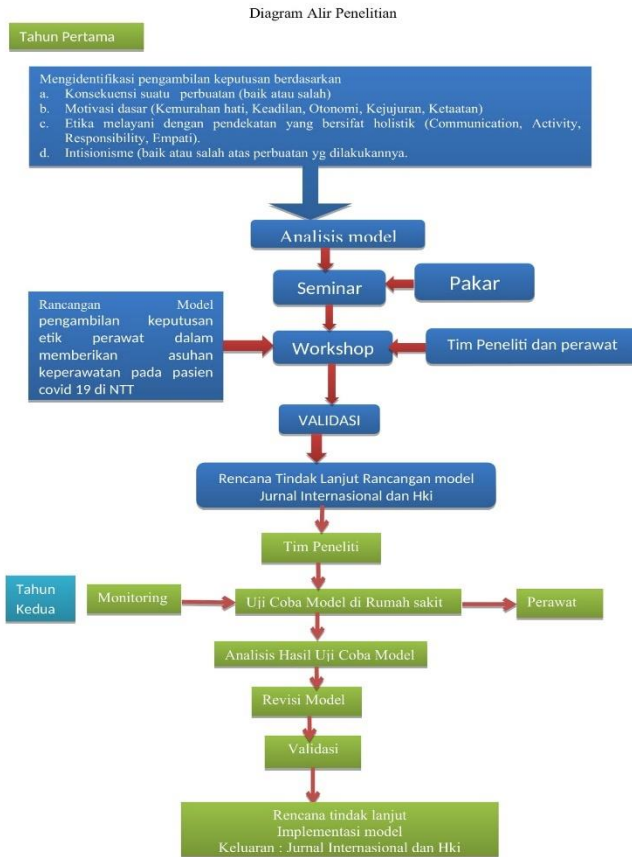 Diagram Alir Penelitian
Tahun Pertama
Mengidentifikasi pengambilan keputusan berdasarkan
a. Konsekuensi suatu perbuatan (baik atau salah)
b. Motivasi dasar (Kemurahan hati, Keadilan, Otonomi, Kejujuran, Ketaatan)
c. Etika melayani dengan pendekatan yang bersifat holistik (Communication, Activity,
Responsibility, Empati).
d. Intisionisme (baik atau salah atas perbuatan yg dilakukannya.
Analisis model
Seminar
Pakar
Rancangan Model
pengambilan keputusan
etik perawat dalam
memberikan asuhan
keperawatan pada pasien
covid 19 di NTT
Workshop
Tim Peneliti dan perawat
VALIDASI
Rencana Tindak Lanjut Rancangan model
Jurnal Internasional dan Hki
Tim Peneliti
Tahun
Kedua
Monitoring
Uji Coba Model di Rumah sakit
Perawat
Analisis Hasil Uji Coba Model
Revisi Model
Validasi
Rencana tindak lanjut
Implementasi model
Keluaran : Jurnal Internasional dan Hki